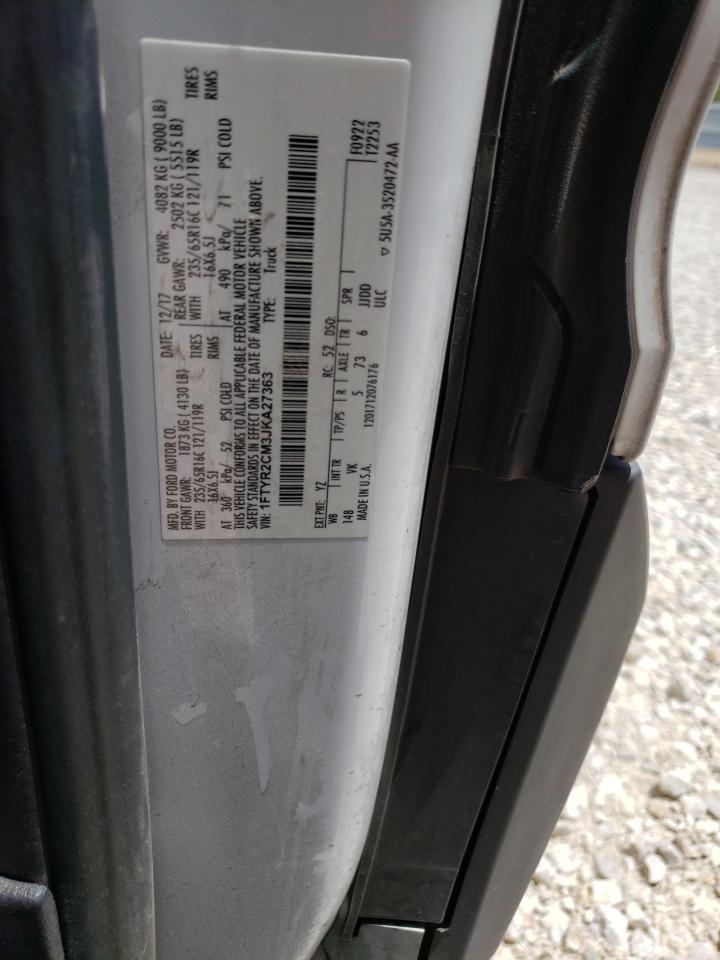 MFD. BY FORD MOTOR CO. DATE: 12/17 GVWR: 4082 KG ( 9000 LB)
FRONT GAWR: 1873 KG ( 4130 LB) REAR GAWR: 2502 KG ( 5515 LB)
WITH 235/65R16C 121/119R TIRES WITH 235/65R16C 121/119R TIRES
16X6.5J RIMS 16X6.5J RIMS
AT 360 kPa/ 52 PSI COLD AT 490 kPa/ 71 PSI COLD
THIS VEHICLE CONFORMS TO ALL APPLICABLE FEDERAL MOTOR VEHICLE
SAFETY STANDARDS IN EFFECT ON THE DATE OF MANUFACTURE SHOWN ABOVE.
VIN: 1FTYR2CM3JKA27363 TYPE: Truck
F0922
T2253
EXT PNT: YZ RC: 52 DSO:
WB INT TR TP/PS R AXLE TR SPR
148 VK 5 73 6 JJDD
MADE IN U.S.A. 1201712076176 ULC
▽ 5U5A-3520472-AA